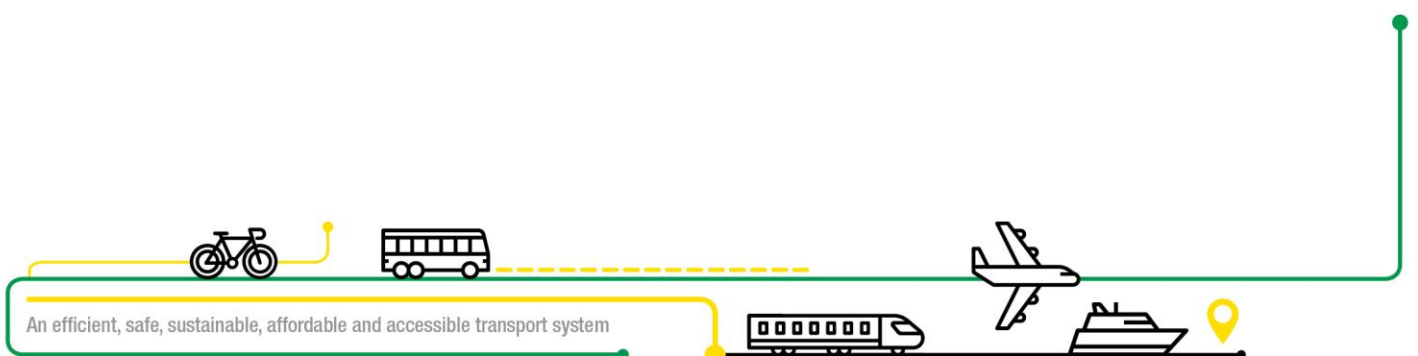 An efficient, safe, sustainable, affordable and accessible transport system